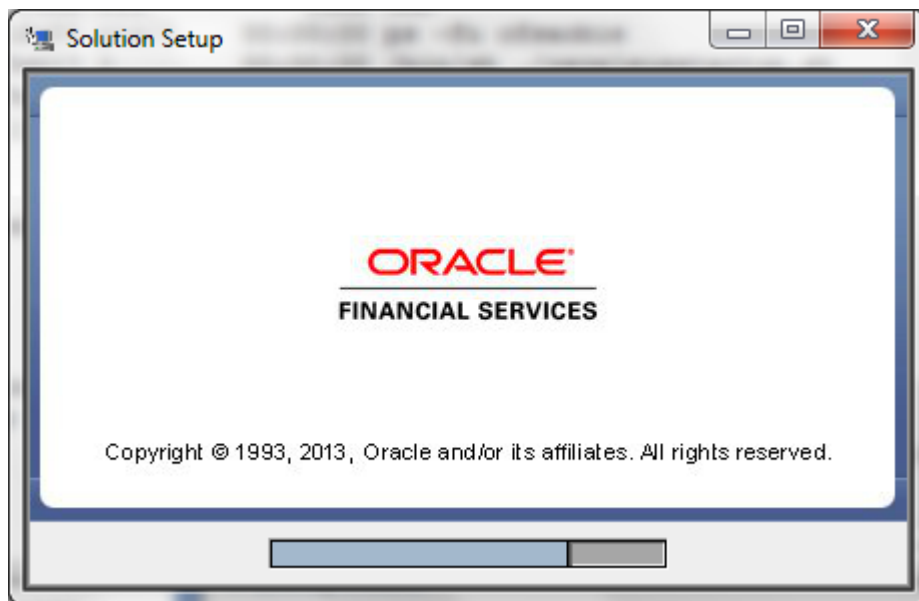 Solution Setup
ORACLE®
FINANCIAL SERVICES
Copyright © 1993, 2013, Oracle and/or its affiliates. All rights reserved.